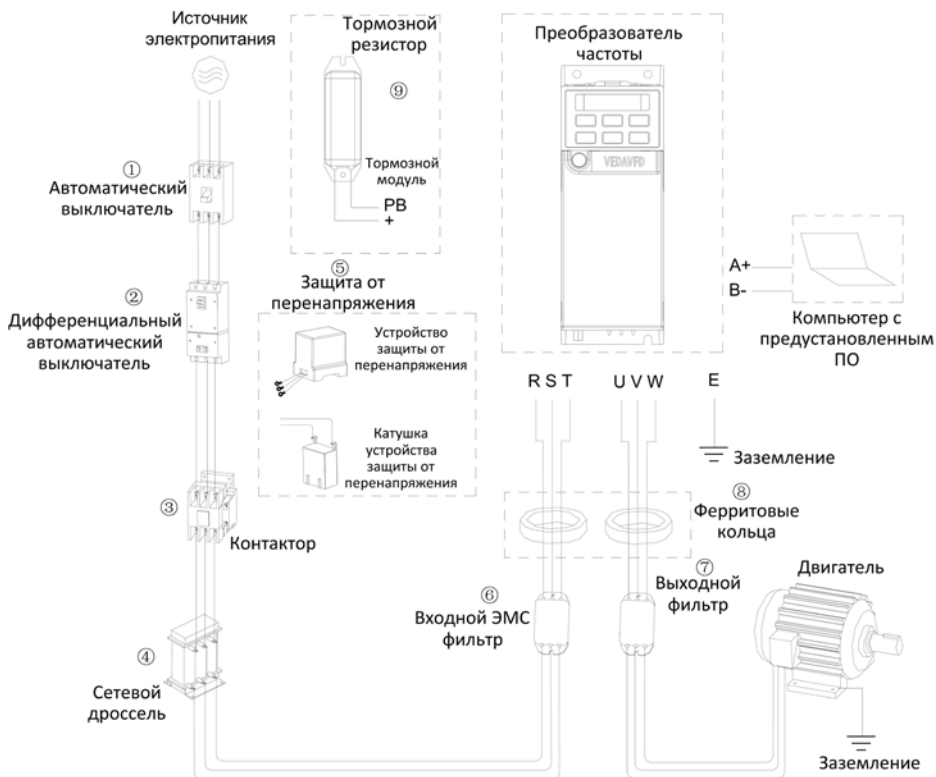 Источник
электропитания
①
Автоматический
выключатель
②
Дифференциальный
автоматический
выключатель
③
Контактор
④
Сетевой
дроссель
Тормозной
резистор
⑨
Тормозной
модуль
PB
+
⑤
Защита от
перенапряжения
Устройство
защиты от
перенапряжения
Катушка
устройства
защиты от
перенапряжения
Преобразователь
частоты
VEDAVFD
A+
B-
Компьютер с
предустановленным
ПО
R S T
U V W
E
Заземление
⑧
Ферритовые
кольца
⑥
Входной ЭМС
фильтр
⑦
Выходной
фильтр
Двигатель
Заземление